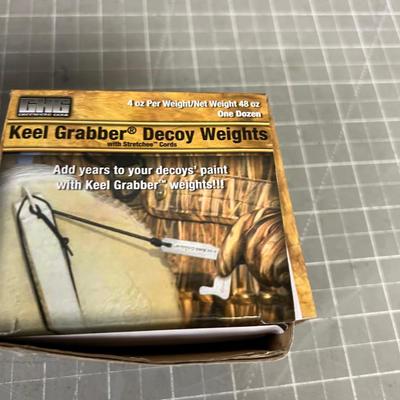 GHG
4 oz Per Weight/Net Weight 48 oz
One Dozen
Keel Grabber® Decoy Weights
with Stretchee™ Cords
Add years to your decoys' paint
with Keel Grabber™ weights!!!